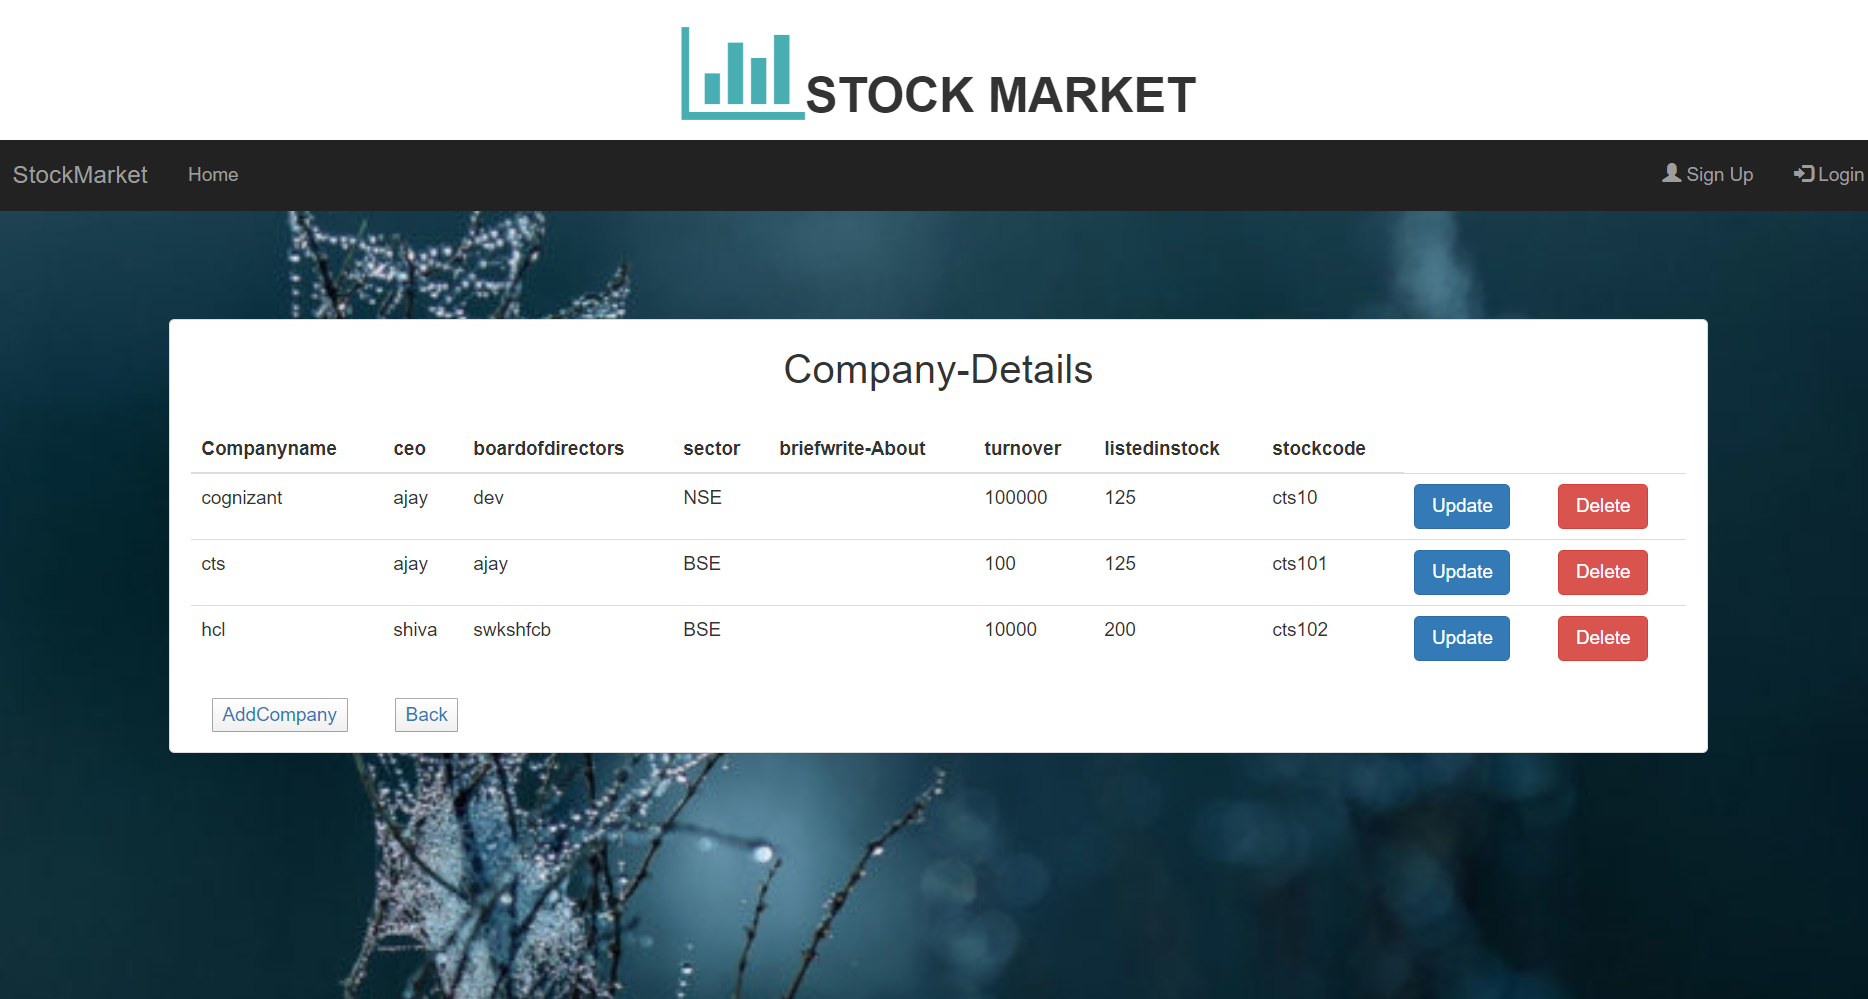 STOCK MARKET
StockMarket Home Sign Up Login
Company-Details
Companyname ceo boardofdirectors sector briefwrite-About turnover listedinstock stockcode
cognizant ajay dev NSE 100000 125 cts10 Update Delete
cts ajay ajay BSE 100 125 cts101 Update Delete
hcl shiva swkshfcb BSE 10000 200 cts102 Update Delete
AddCompany Back